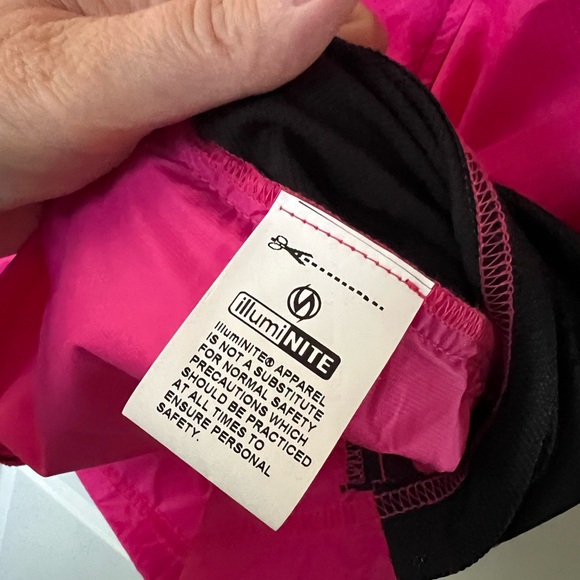 illumiNITE
IllumiNITE® APPAREL
IS NOT A SUBSTITUTE
FOR NORMAL SAFETY
PRECAUTIONS WHICH
SHOULD BE PRACTICED
AT ALL TIMES TO
ENSURE PERSONAL
SAFETY.